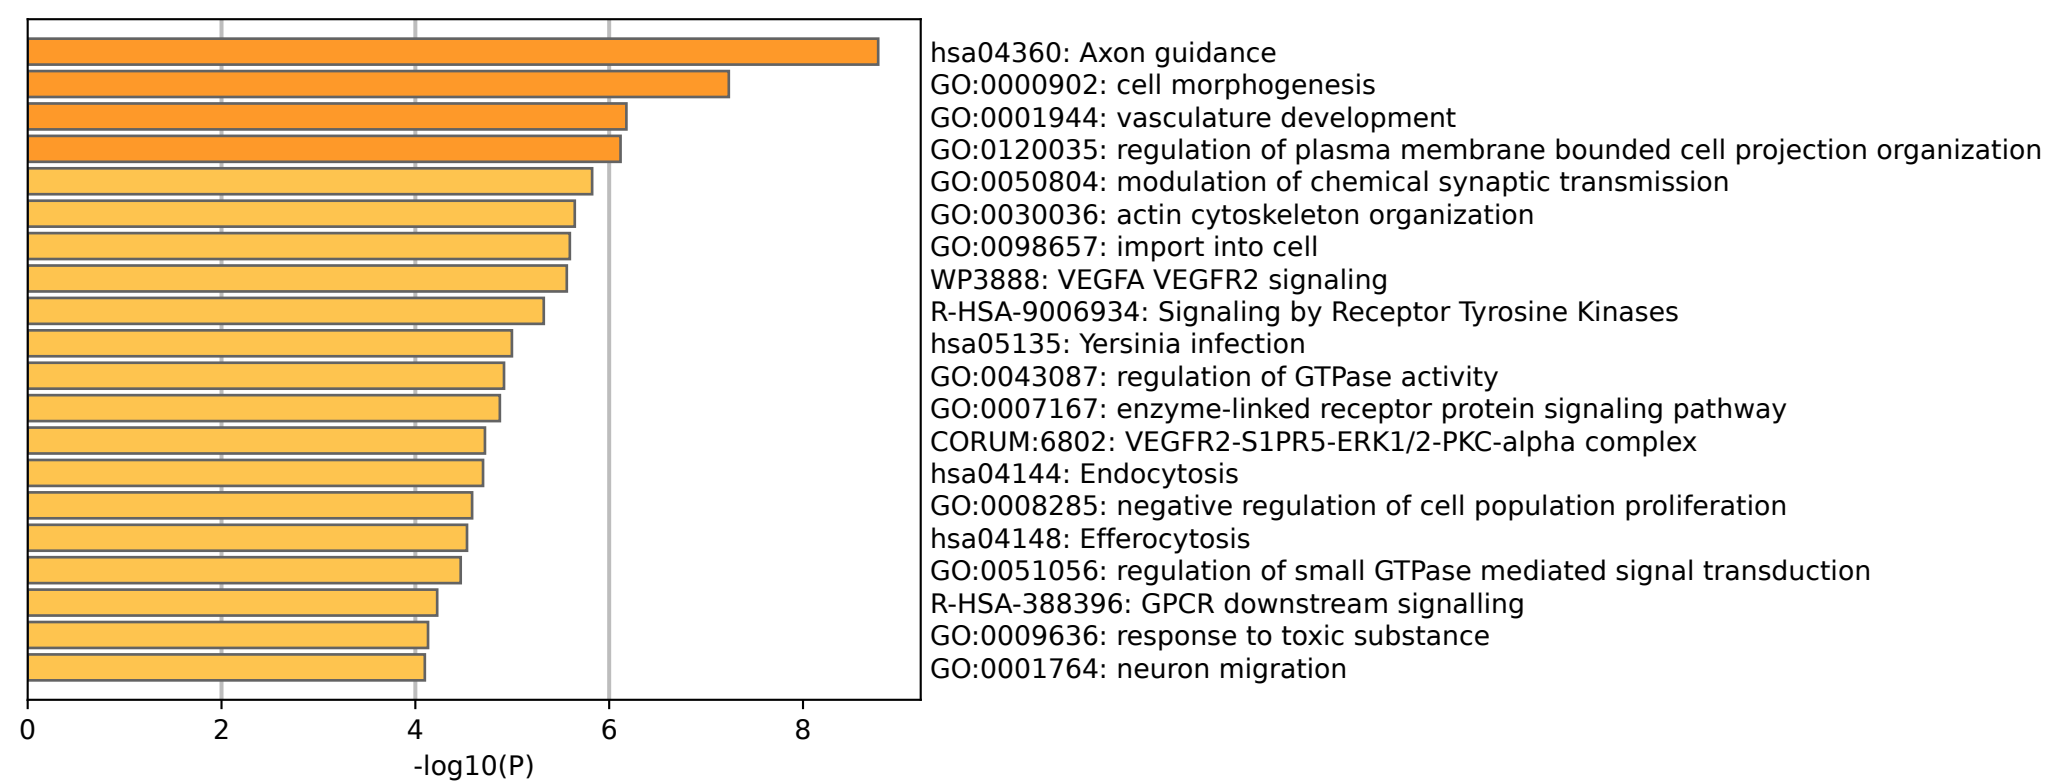 hsa04360: Axon guidance
GO:0000902: cell morphogenesis
GO:0001944: vasculature development
GO:0120035: regulation of plasma membrane bounded cell projection organization
GO:0050804: modulation of chemical synaptic transmission
GO:0030036: actin cytoskeleton organization
GO:0098657: import into cell
WP3888: VEGFA VEGFR2 signaling
R-HSA-9006934: Signaling by Receptor Tyrosine Kinases
hsa05135: Yersinia infection
GO:0043087: regulation of GTPase activity
GO:0007167: enzyme-linked receptor protein signaling pathway
CORUM:6802: VEGFR2-S1PR5-ERK1/2-PKC-alpha complex
hsa04144: Endocytosis
GO:0008285: negative regulation of cell population proliferation
hsa04148: Efferocytosis
GO:0051056: regulation of small GTPase mediated signal transduction
R-HSA-388396: GPCR downstream signalling
GO:0009636: response to toxic substance
GO:0001764: neuron migration
0 2 4 6 8
-log10(P)